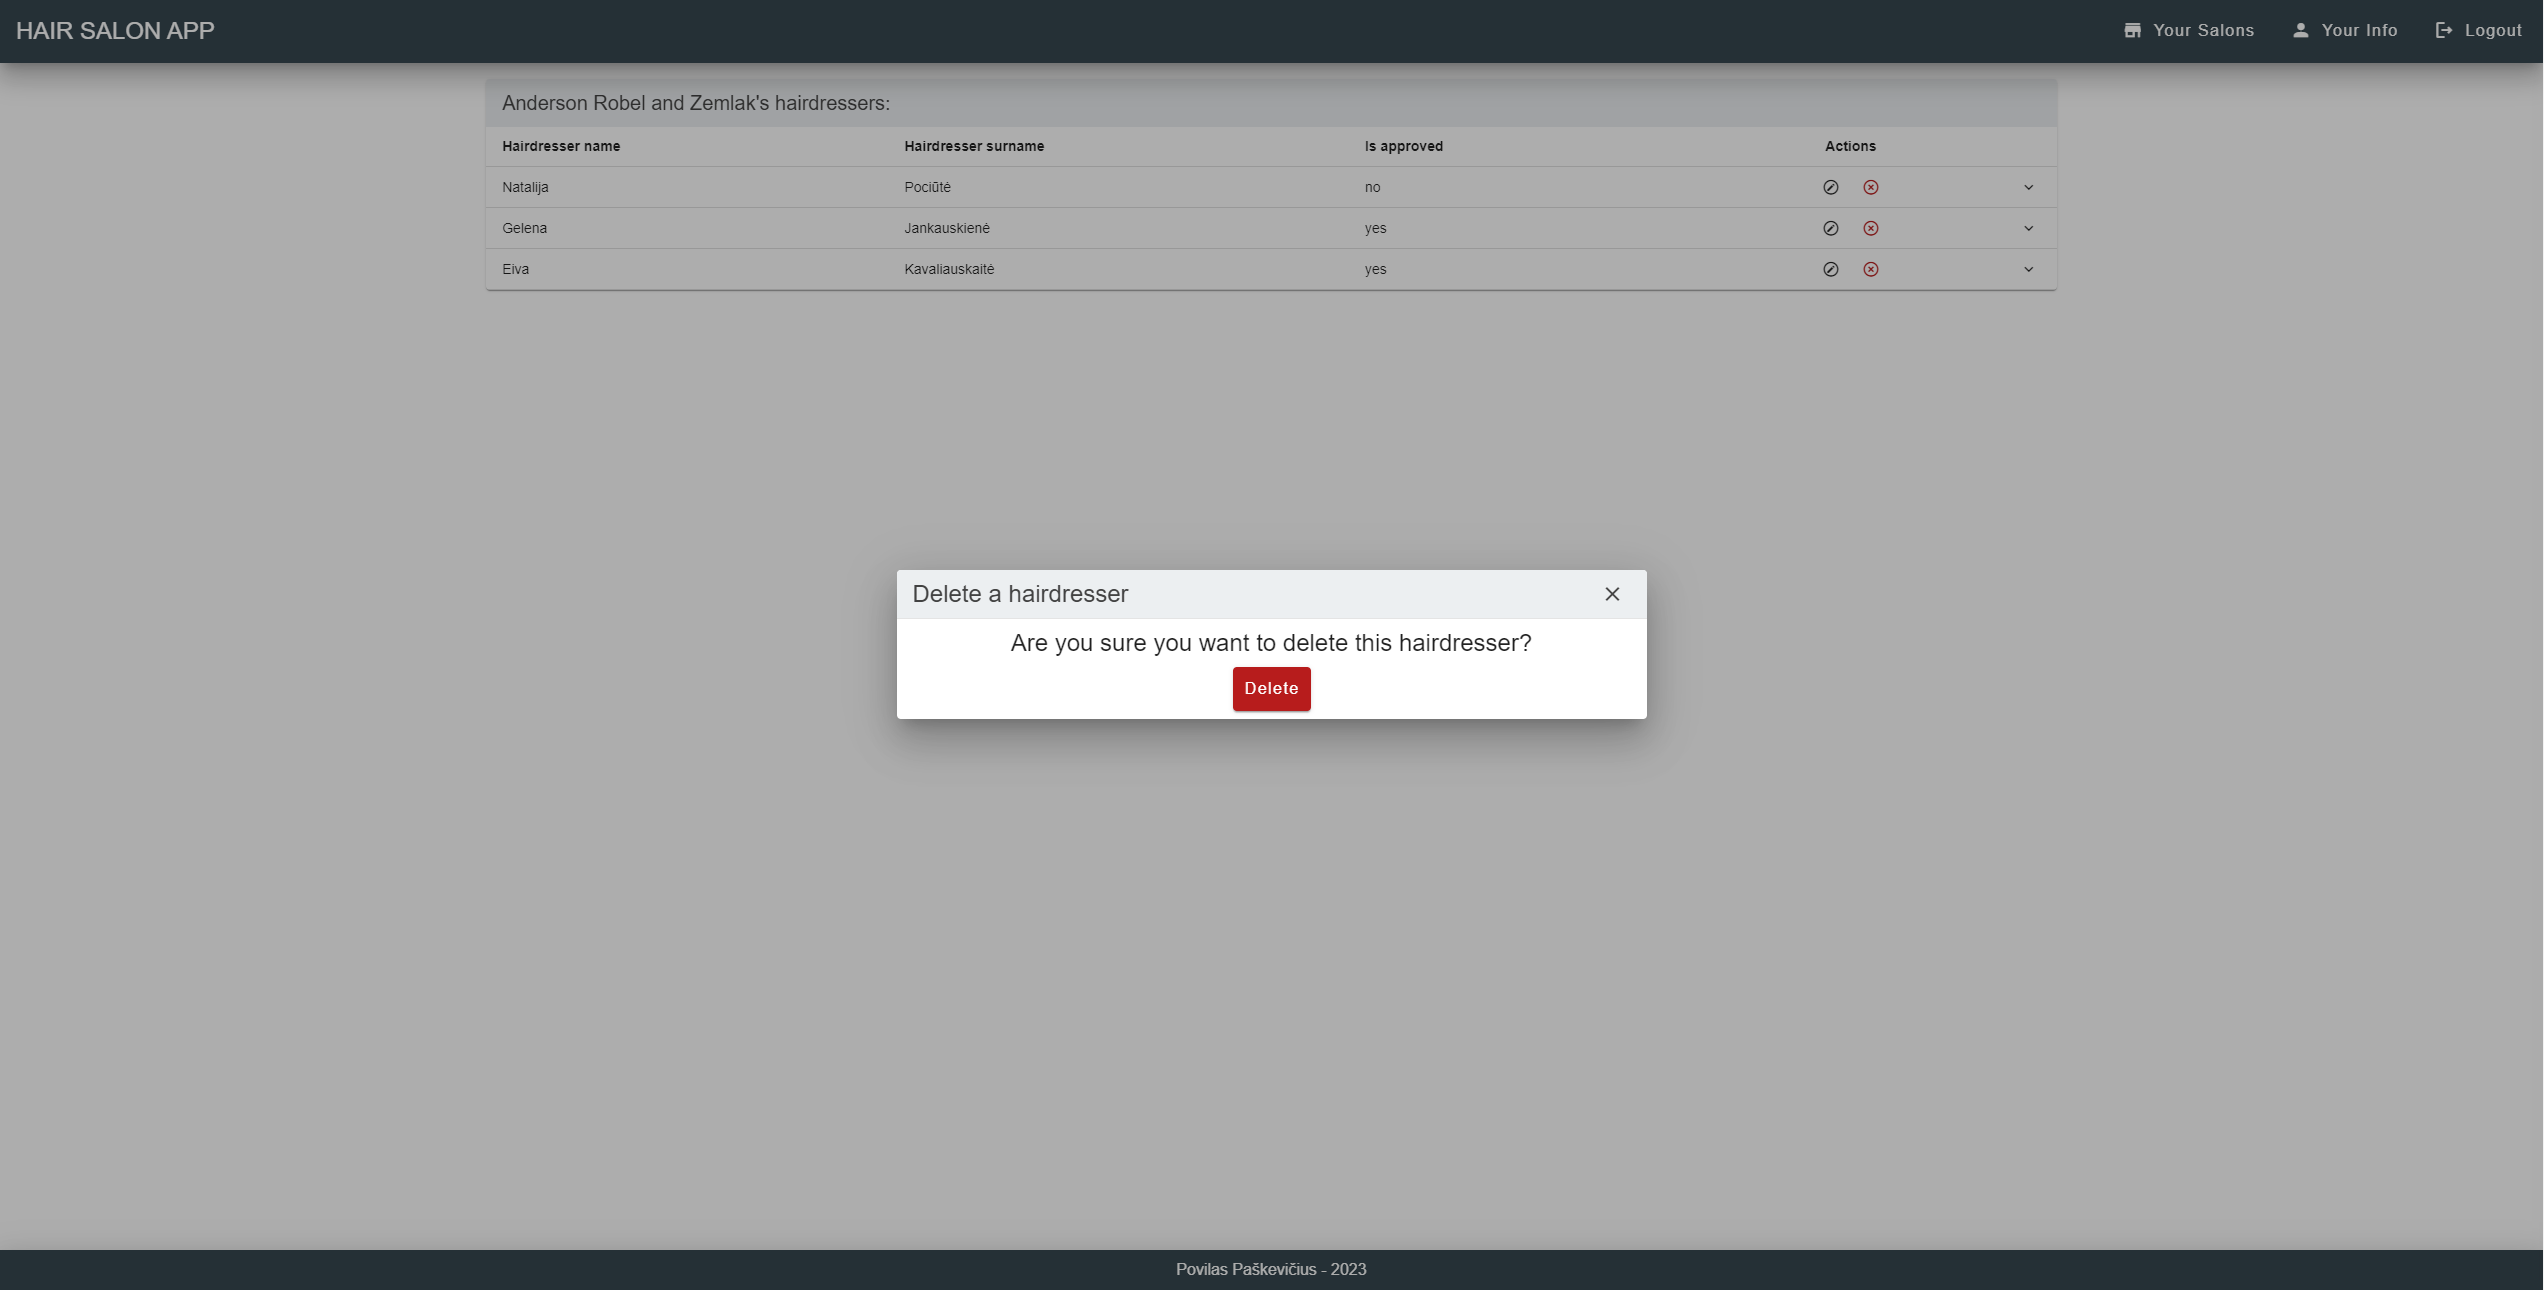 HAIR SALON APP
Your Salons
Your Info
Logout
Anderson Robel and Zemlak's hairdressers:
Hairdresser name Hairdresser surname Is approved Actions
Natalija Pociūtė no
Gelena Jankauskienė yes
Eiva Kavaliauskaitė yes
Delete a hairdresser
Are you sure you want to delete this hairdresser?
Delete
Povilas Paškevičius - 2023